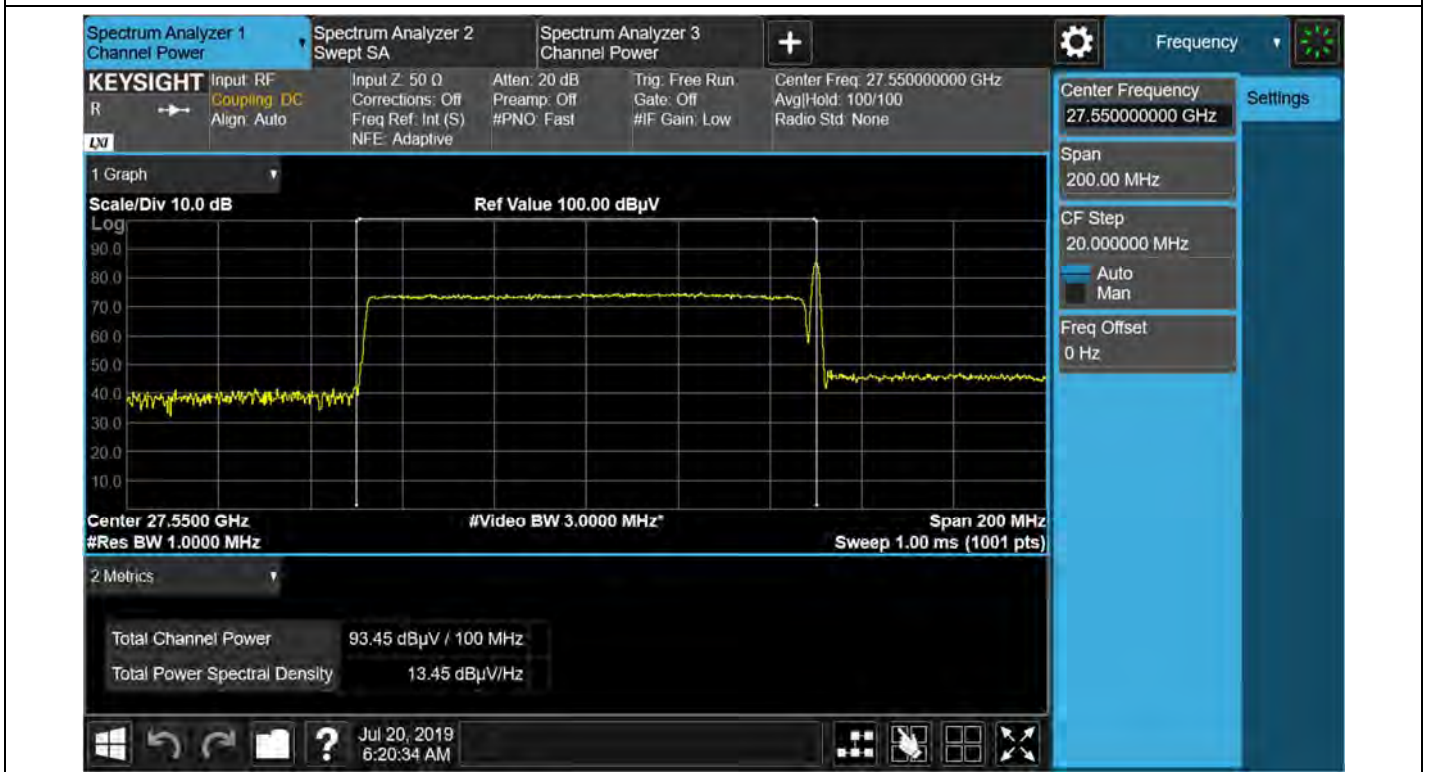 Spectrum Analyzer 1
Channel Power
Spectrum Analyzer 2
Swept SA
Spectrum Analyzer 3
Channel Power
Frequency
KEYSIGHT
R
LXI
Input: RF
Coupling: DC
Align: Auto
Input Z: 50 Ω
Corrections: Off
Freq Ref: Int (S)
NFE: Adaptive
Atten: 20 dB
Preamp: Off
#PNO: Fast
Trig: Free Run
Gate: Off
#IF Gain: Low
Center Freq: 27.550000000 GHz
Avg|Hold: 100/100
Radio Std: None
Center Frequency
27.550000000 GHz
Settings
Span
200.00 MHz
CF Step
20.000000 MHz
Auto
Man
Freq Offset
0 Hz
1 Graph
Scale/Div 10.0 dB
Ref Value 100.00 dBµV
Log
90.0
80.0
70.0
60.0
50.0
40.0
30.0
20.0
10.0
Center 27.5500 GHz
#Video BW 3.0000 MHz*
Span 200 MHz
#Res BW 1.0000 MHz
Sweep 1.00 ms (1001 pts)
2 Metrics
Total Channel Power 93.45 dBµV / 100 MHz
Total Power Spectral Density 13.45 dBµV/Hz
?
Jul 20, 2019
6:20:34 AM